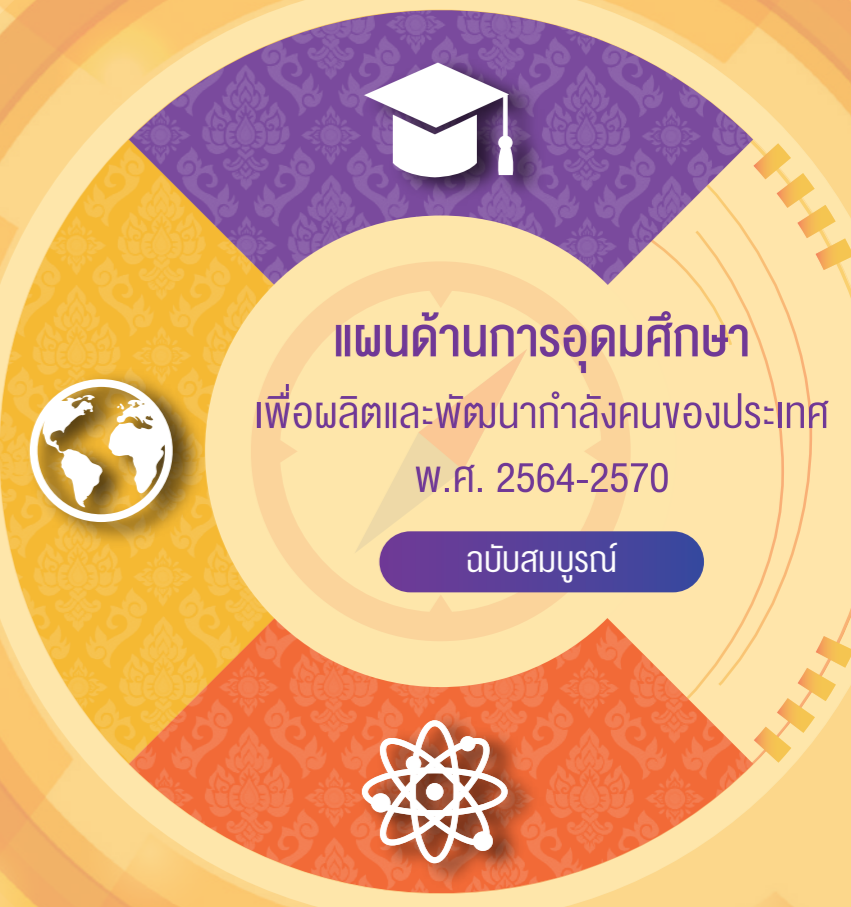 แผนด้านการอุดมศึกษา
เพื่อผลิตและพัฒนากำลังคนของประเทศ
พ.ศ. 2564-2570
ฉบับสมบูรณ์